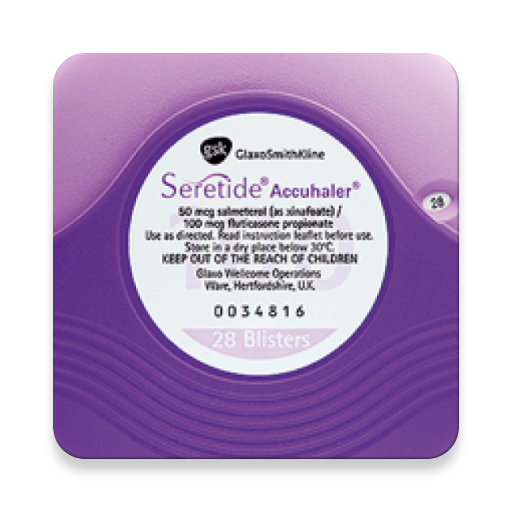 gsk GlaxoSmithKline
Seretide® Accuhaler®
50 mcg salmeterol (as xinafoate) /
100 mcg fluticasone propionate
Use as directed. Read instruction leaflet before use.
Store in a dry place below 30°C.
KEEP OUT OF THE REACH OF CHILDREN
Glaxo Wellcome Operations
Ware, Hertfordshire, U.K.
100
0034816
28 Blisters
28